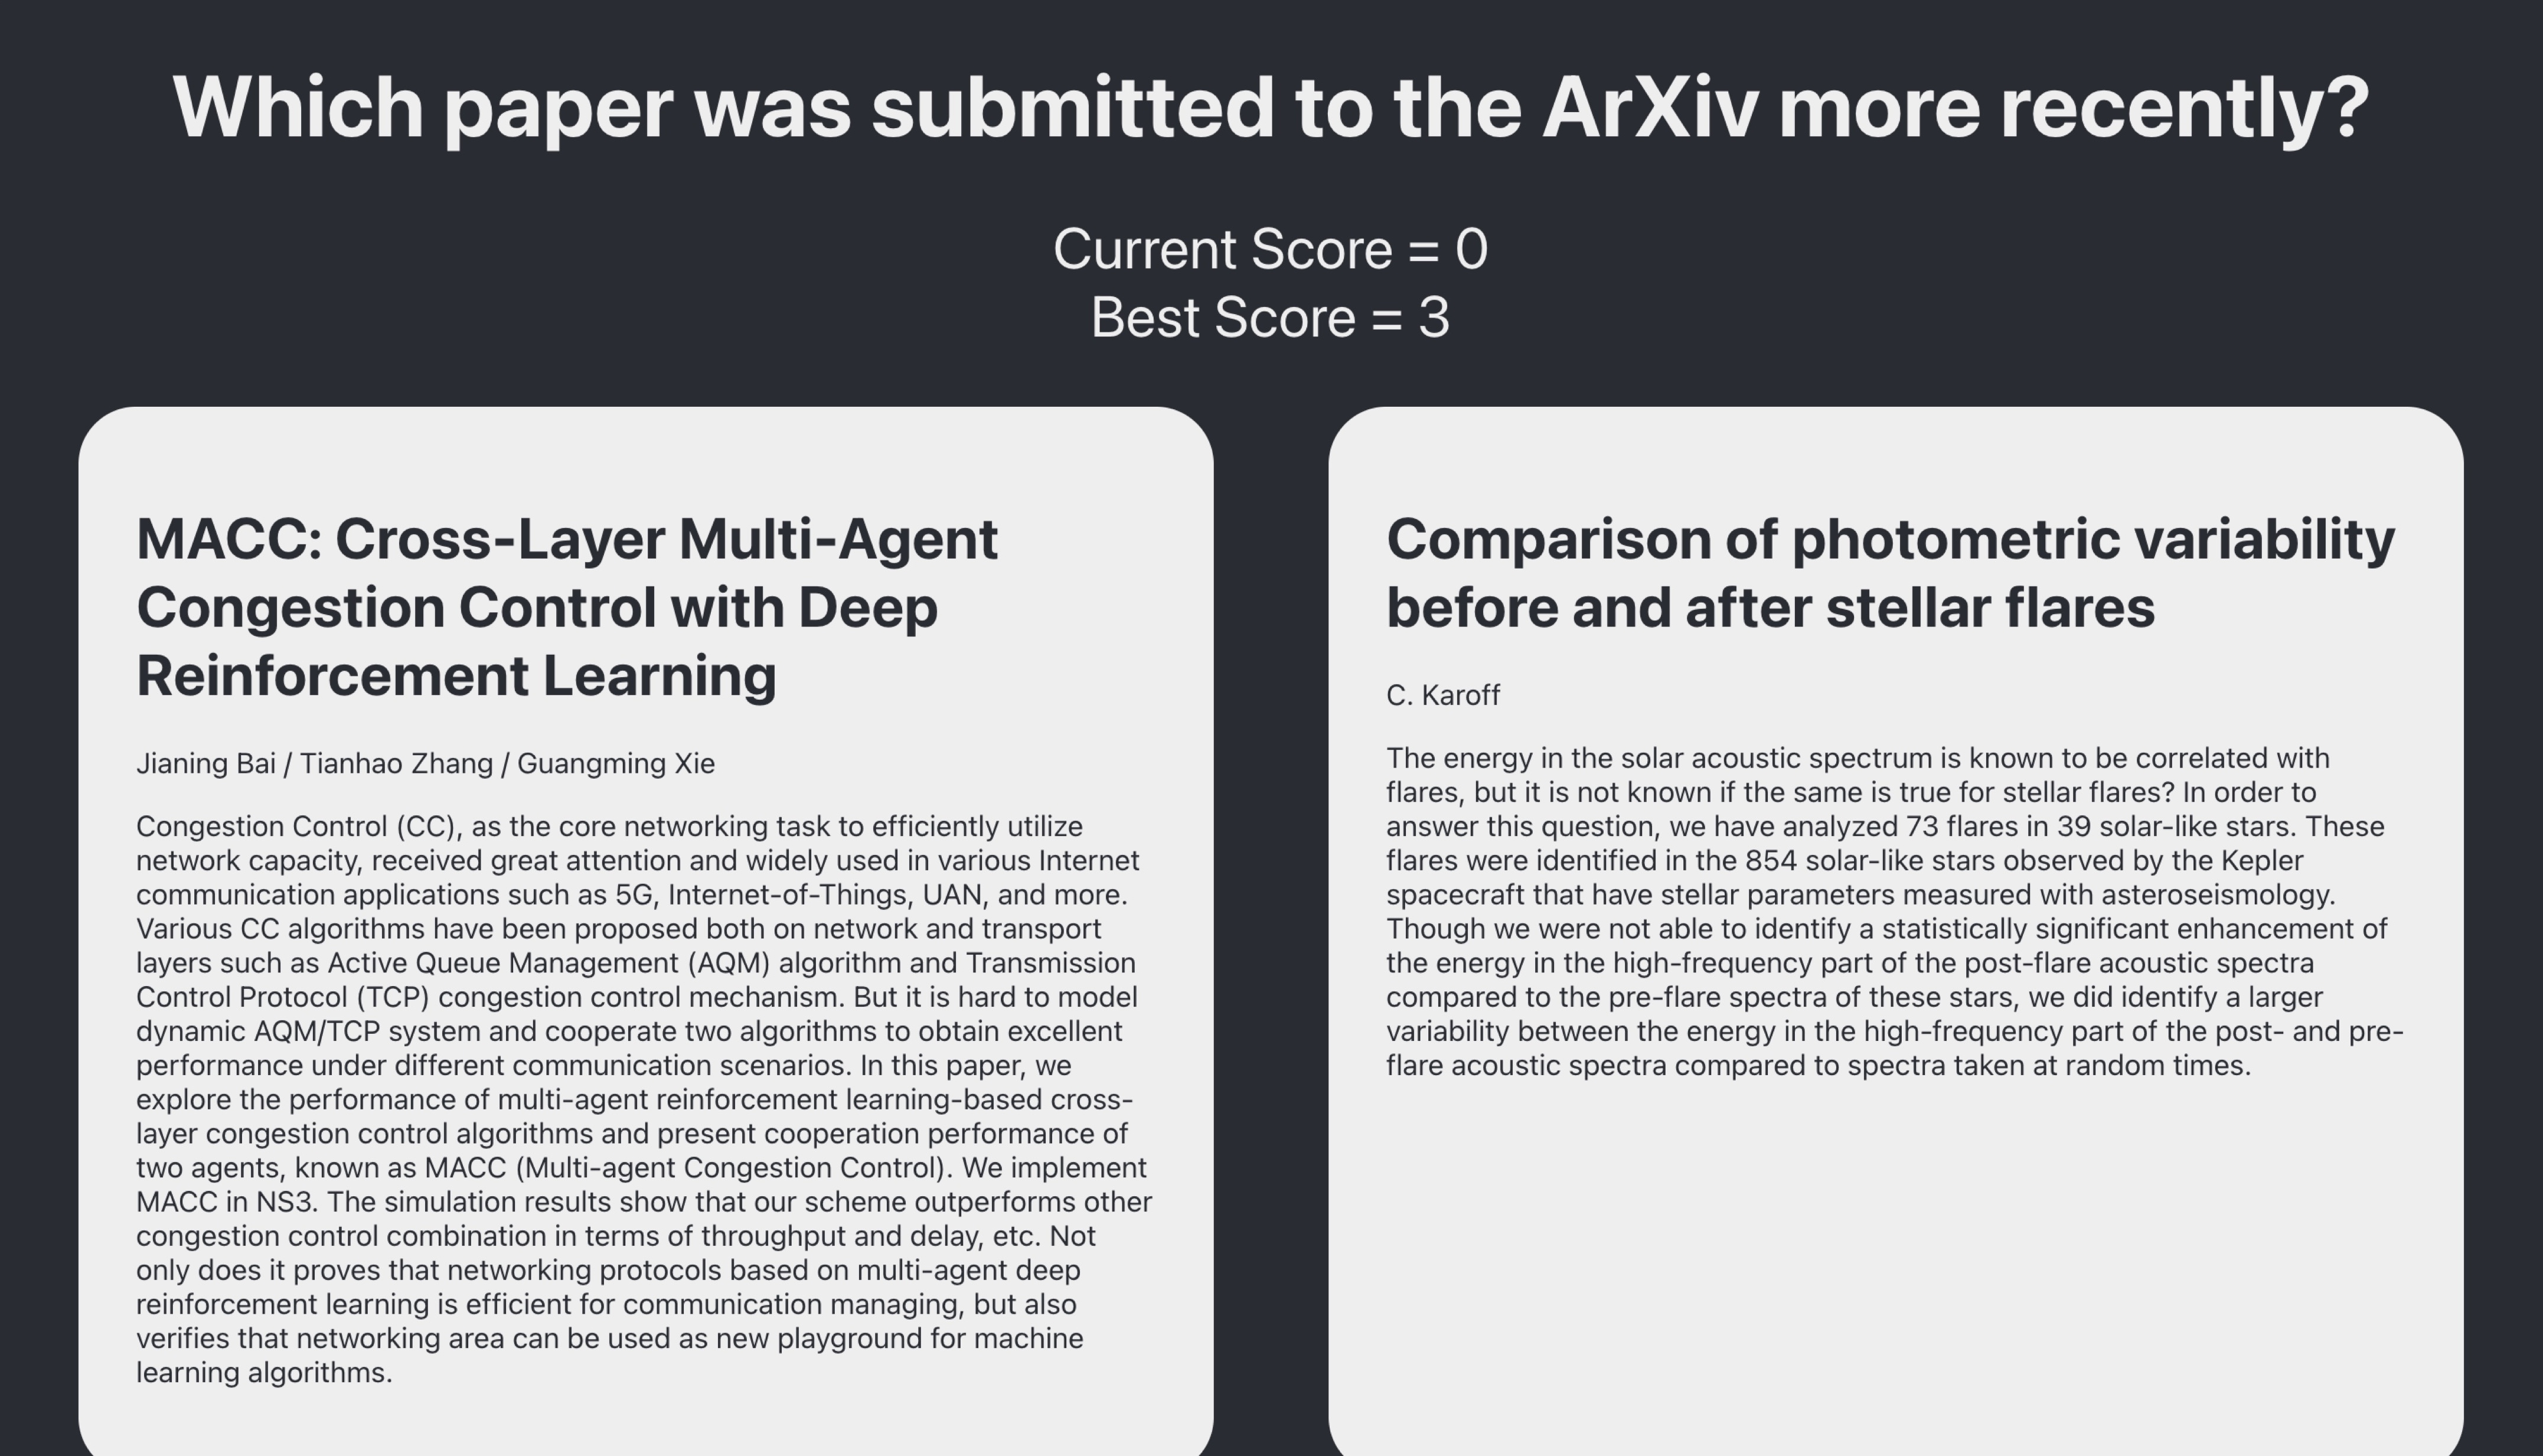 Which paper was submitted to the ArXiv more recently?
Current Score = 0
Best Score = 3
MACC: Cross-Layer Multi-Agent
Congestion Control with Deep
Reinforcement Learning
Jianing Bai / Tianhao Zhang / Guangming Xie
Congestion Control (CC), as the core networking task to efficiently utilize
network capacity, received great attention and widely used in various Internet
communication applications such as 5G, Internet-of-Things, UAN, and more.
Various CC algorithms have been proposed both on network and transport
layers such as Active Queue Management (AQM) algorithm and Transmission
Control Protocol (TCP) congestion control mechanism. But it is hard to model
dynamic AQM/TCP system and cooperate two algorithms to obtain excellent
performance under different communication scenarios. In this paper, we
explore the performance of multi-agent reinforcement learning-based cross-
layer congestion control algorithms and present cooperation performance of
two agents, known as MACC (Multi-agent Congestion Control). We implement
MACC in NS3. The simulation results show that our scheme outperforms other
congestion control combination in terms of throughput and delay, etc. Not
only does it proves that networking protocols based on multi-agent deep
reinforcement learning is efficient for communication managing, but also
verifies that networking area can be used as new playground for machine
learning algorithms.
Comparison of photometric variability
before and after stellar flares
C. Karoff
The energy in the solar acoustic spectrum is known to be correlated with
flares, but it is not known if the same is true for stellar flares? In order to
answer this question, we have analyzed 73 flares in 39 solar-like stars. These
flares were identified in the 854 solar-like stars observed by the Kepler
spacecraft that have stellar parameters measured with asteroseismology.
Though we were not able to identify a statistically significant enhancement of
the energy in the high-frequency part of the post-flare acoustic spectra
compared to the pre-flare spectra of these stars, we did identify a larger
variability between the energy in the high-frequency part of the post- and pre-
flare acoustic spectra compared to spectra taken at random times.